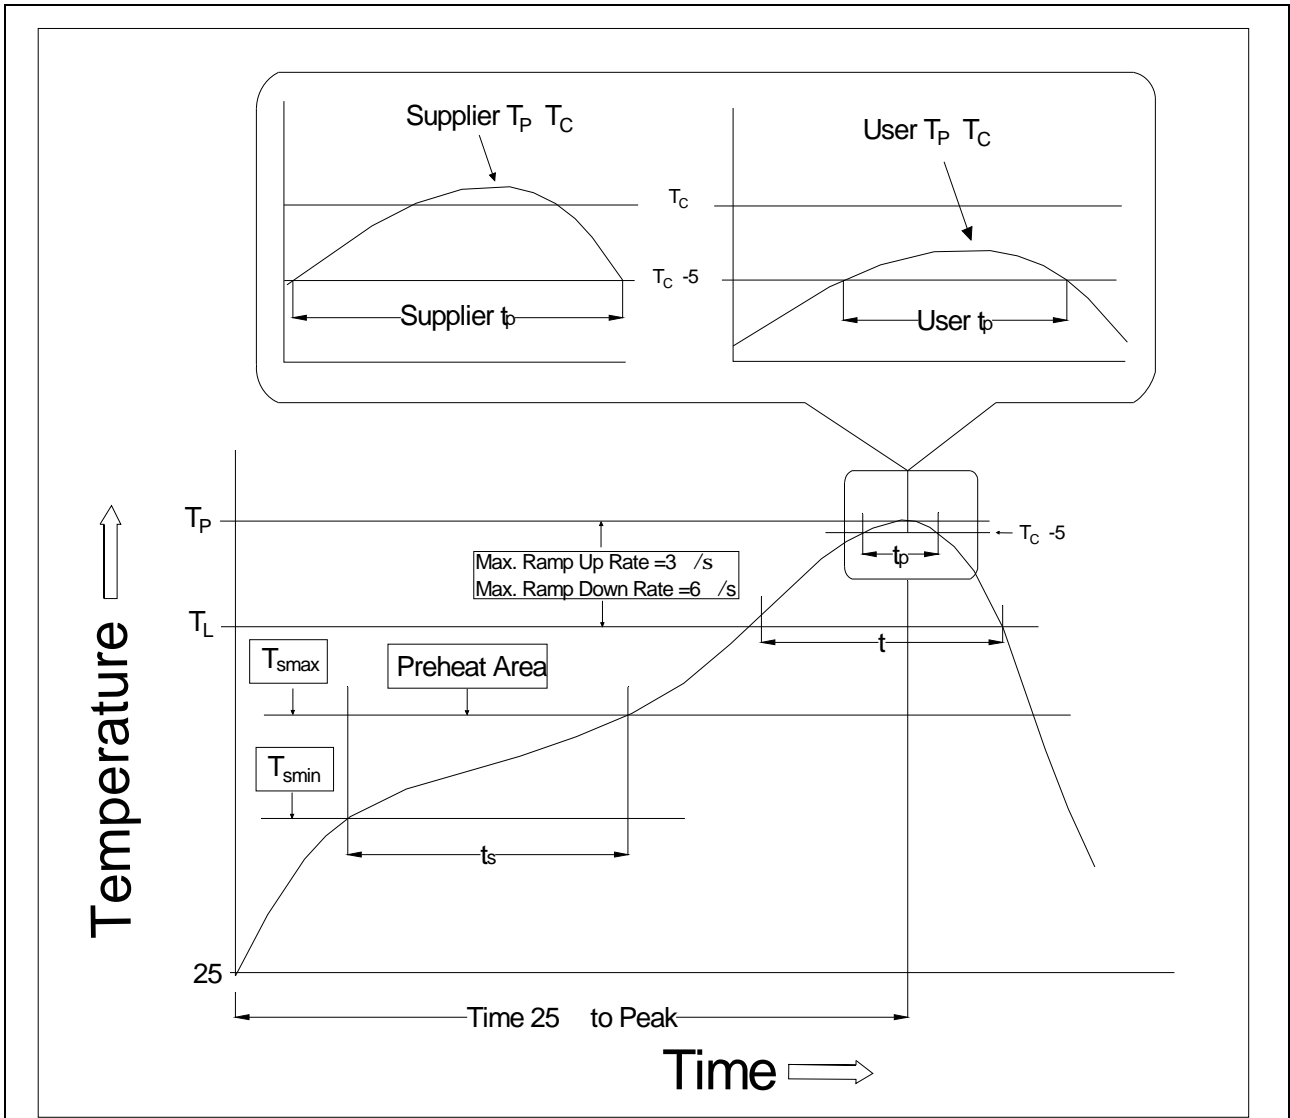 Supplier TP TC
User TP TC
TC
TC -5
Supplier tp
User tp
TP
TC -5
tp
Max. Ramp Up Rate =3 /s
Max. Ramp Down Rate =6 /s
TL
t
Tsmax
Preheat Area
Tsmin
ts
Temperature
25
Time 25 to Peak
Time